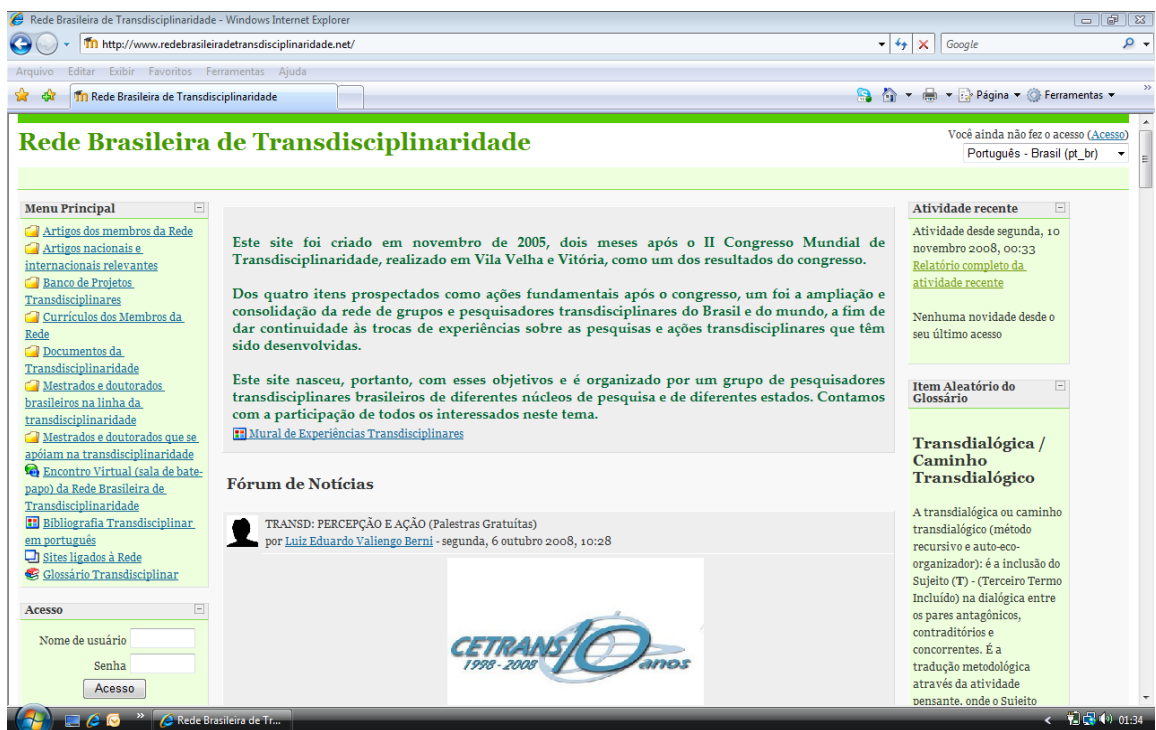 Rede Brasileira de Transdisciplinaridade - Windows Internet Explorer
http://www.redebrasileiradetransdisciplinaridade.net/
Google
Arquivo Editar Exibir Favoritos Ferramentas Ajuda
Rede Brasileira de Transdisciplinaridade
Página Ferramentas
Rede Brasileira de Transdisciplinaridade
Você ainda não fez o acesso (Acesso)
Português - Brasil (pt_br)
Menu Principal
Artigos dos membros da Rede
Artigos nacionais e
internacionais relevantes
Banco de Projetos
Transdisciplinares
Currículos dos Membros da
Rede
Documentos da
Transdisciplinaridade
Mestrados e doutorados
brasileiros na linha da
transdisciplinaridade
Mestrados e doutorados que se
apóiam na transdisciplinaridade
Encontro Virtual (sala de bate-
papo) da Rede Brasileira de
Transdisciplinaridade
Bibliografia Transdisciplinar
em português
Sites ligados à Rede
Glossário Transdisciplinar
Acesso
Nome de usuário
Senha
Acesso
Este site foi criado em novembro de 2005, dois meses após o II Congresso Mundial de
Transdisciplinaridade, realizado em Vila Velha e Vitória, como um dos resultados do congresso.
Dos quatro itens prospectados como ações fundamentais após o congresso, um foi a ampliação e
consolidação da rede de grupos e pesquisadores transdisciplinares do Brasil e do mundo, a fim de
dar continuidade às trocas de experiências sobre as pesquisas e ações transdisciplinares que têm
sido desenvolvidas.
Este site nasceu, portanto, com esses objetivos e é organizado por um grupo de pesquisadores
transdisciplinares brasileiros de diferentes núcleos de pesquisa e de diferentes estados. Contamos
com a participação de todos os interessados neste tema.
Mural de Experiências Transdisciplinares
Fórum de Notícias
TRANSD: PERCEPÇÃO E AÇÃO (Palestras Gratuítas)
por Luiz Eduardo Valiengo Berni - segunda, 6 outubro 2008, 10:28
CETRANS 10 anos
1998-2008
Atividade recente
Atividade desde segunda, 10
novembro 2008, 00:33
Relatório completo da
atividade recente
Nenhuma novidade desde o
seu último acesso
Item Aleatório do
Glossário
Transdialógica /
Caminho
Transdialógico
A transdialógica ou caminho
transdialógico (método
recursivo e auto-eco-
organizador): é a inclusão do
Sujeito (T) - (Terceiro Termo
Incluído) na dialógica entre
os pares antagônicos,
contraditórios e
concorrentes. É a
tradução metodológica
através da atividade
pensante, onde o Sujeito
Rede Brasileira de Tr...
01:34